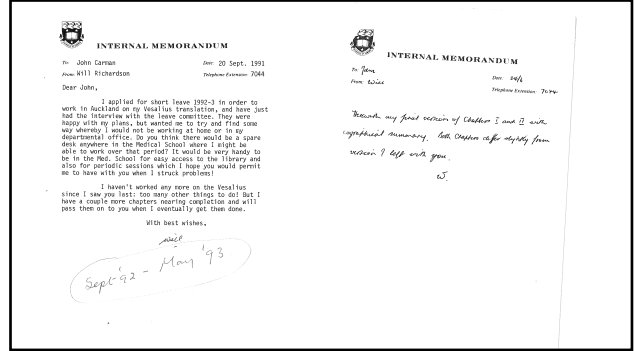 INTERNAL MEMORANDUM
To: John Carman Date: 20 Sept. 1991
From: Will Richardson Telephone Extension: 7044
Dear John,
I applied for short leave 1992-3 in order to
work in Auckland on my Vesalius translation, and have just
had the interview with the leave committee. They were
happy with my plans, but wanted me to try and find some
way whereby I would not be working at home or in my
departmental office. Do you think there would be a spare
desk anywhere in the Medical School where I might be
able to work over that period? It would be very handy to
be in the Med. School for easy access to the library and
also for periodic sessions which I hope you would permit
me to have with you when I struck problems!
I haven't worked any more on the Vesalius
since I saw you last: too many other things to do! But I
have a couple more chapters nearing completion and will
pass them on to you when I eventually get them done.
With best wishes,
Will
Sept '92 - May '93
INTERNAL MEMORANDUM
To: John Date: 24/6
From: Will Telephone Extension: 7044
Herewith my final version of Chapters I and II with
summary. Both Chapters differ slightly from
version I left with you.
W.